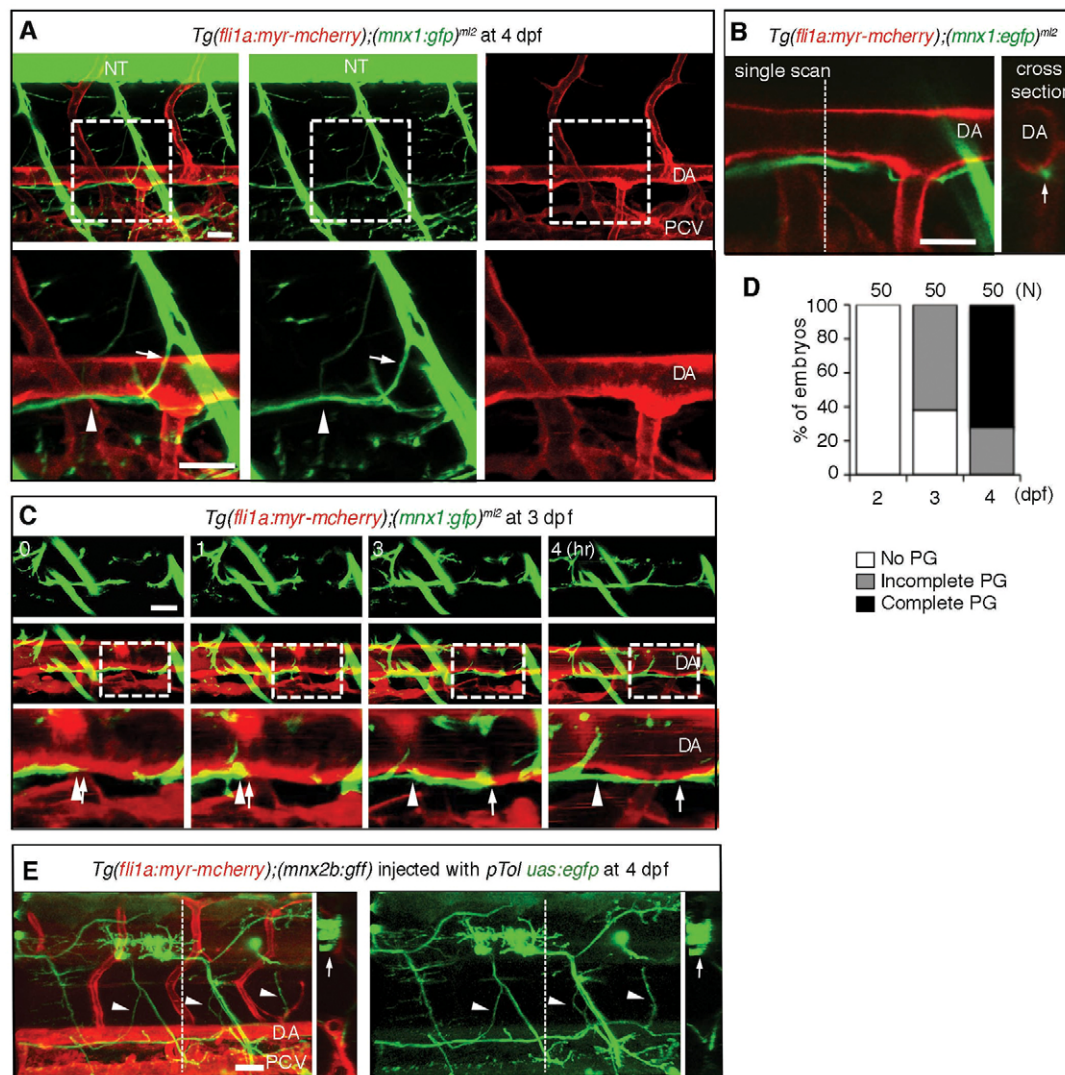 A
Tg(fli1a:myr-mcherry);(mnx1:gfp)ml2 at 4 dpf
NT
NT
DA
PCV
DA
B
Tg(fli1a:myr-mcherry);(mnx1:egfp)ml2
single scan
cross section
DA
DA
C
Tg(fli1a:myr-mcherry);(mnx1:gfp)ml2 at 3 dpf
0
1
3
4 (hr)
DA
DA
D
50 50 50 (N)
100
80
60
40
20
0
% of embryos
2 3 4 (dpf)
No PG
Incomplete PG
Complete PG
E
Tg(fli1a:myr-mcherry);(mnx2b:gff) injected with pTol uas:egfp at 4 dpf
DA
PCV